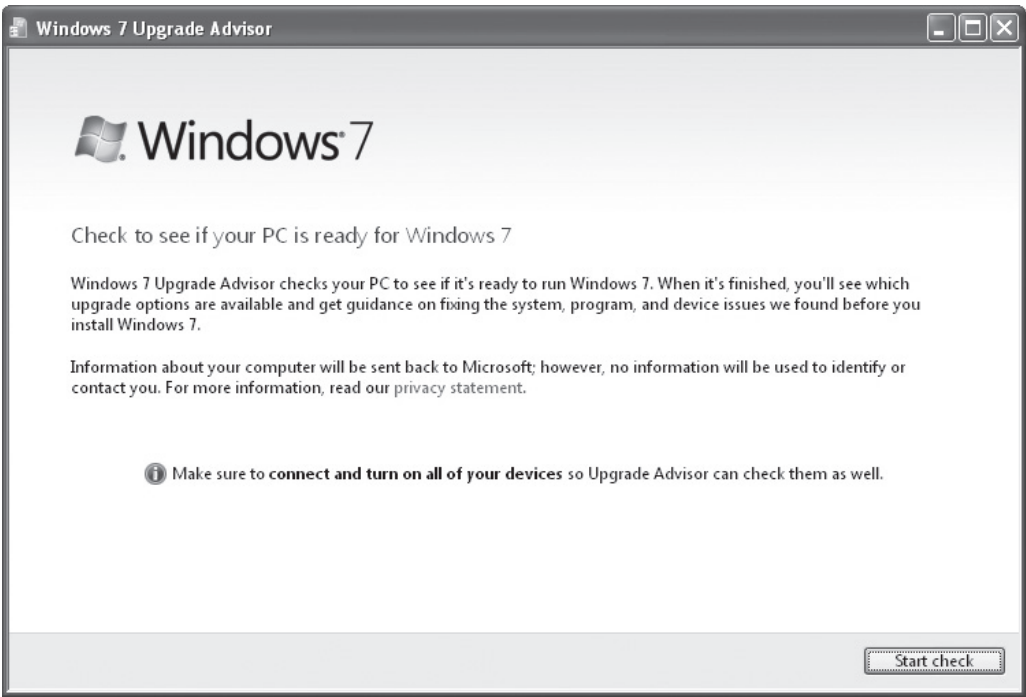 Windows 7 Upgrade Advisor
Windows 7
Check to see if your PC is ready for Windows 7
Windows 7 Upgrade Advisor checks your PC to see if it's ready to run Windows 7. When it's finished, you'll see which
upgrade options are available and get guidance on fixing the system, program, and device issues we found before you
install Windows 7.
Information about your computer will be sent back to Microsoft; however, no information will be used to identify or
contact you. For more information, read our privacy statement.
Make sure to connect and turn on all of your devices so Upgrade Advisor can check them as well.
Start check